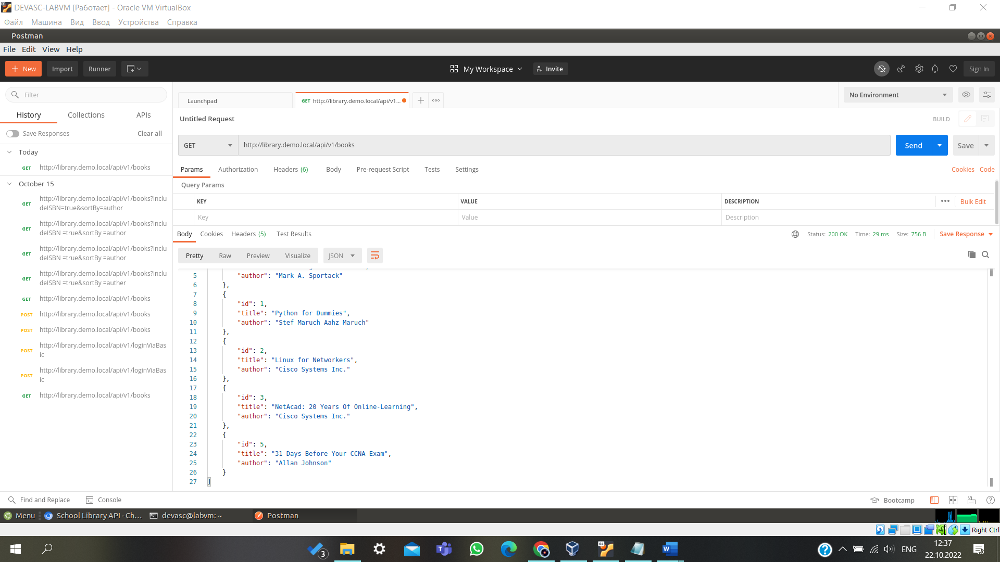 DEVASC-LABVM [Работает] - Oracle VM VirtualBox
Файл Машина Вид Ввод Устройства Справка
Postman
File Edit View Help
New Import Runner My Workspace Invite Sign In
Filter
History Collections APIs
Save Responses Clear all
Today
GET http://library.demo.local/api/v1/books
October 15
GET http://library.demo.local/api/v1/books?inclu
deISBN=true&sortBy=author
GET http://library.demo.local/api/v1/books?inclu
deISBN =true&sortBy =author
GET http://library.demo.local/api/v1/books?inclu
deISBN =true&sortBy =author
GET http://library.demo.local/api/v1/books?inclu
deISBN =true&sortBy =auther
GET http://library.demo.local/api/v1/books
POST http://library.demo.local/api/v1/books
POST http://library.demo.local/api/v1/books
POST http://library.demo.local/api/v1/loginViaBas
ic
POST http://library.demo.local/api/v1/loginViaBas
ic
GET http://library.demo.local/api/v1/books
Launchpad GET http://library.demo.local/api/v1... No Environment
Untitled Request BUILD
GET http://library.demo.local/api/v1/books Send Save
Params Authorization Headers (6) Body Pre-request Script Tests Settings Cookies Code
Query Params
KEY VALUE DESCRIPTION Bulk Edit
Key Value Description
Body Cookies Headers (5) Test Results Status: 200 OK Time: 29 ms Size: 756 B Save Response
Pretty Raw Preview Visualize JSON
5 "author": "Mark A. Sportack"
6 },
7 {
8 "id": 1,
9 "title": "Python for Dummies",
10 "author": "Stef Maruch Aahz Maruch"
11 },
12 {
13 "id": 2,
14 "title": "Linux for Networkers",
15 "author": "Cisco Systems Inc."
16 },
17 {
18 "id": 3,
19 "title": "NetAcad: 20 Years Of Online-Learning",
20 "author": "Cisco Systems Inc."
21 },
22 {
23 "id": 5,
24 "title": "31 Days Before Your CCNA Exam",
25 "author": "Allan Johnson"
26 }
27 ]
Find and Replace Console Bootcamp
Menu School Library API - Ch... devasc@labvm: ~ Postman
Right Ctrl
3 64 ENG 12:37
22.10.2022